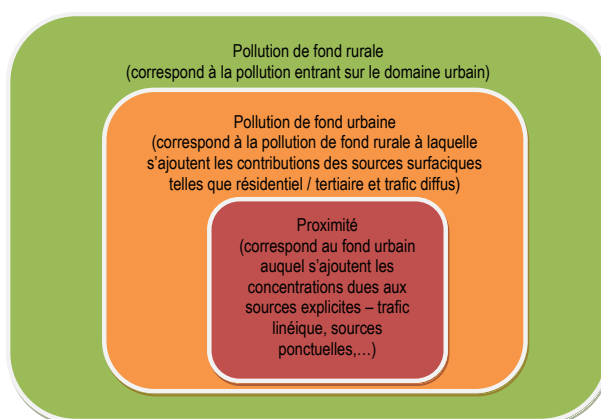 Pollution de fond rurale
(correspond à la pollution entrant sur le domaine urbain)
Pollution de fond urbaine
(correspond à la pollution de fond rurale à laquelle
s'ajoutent les contributions des sources surfaciques
telles que résidentiel / tertiaire et trafic diffus)
Proximité
(correspond au fond urbain
auquel s'ajoutent les
concentrations dues aux
sources explicites – trafic
linéique, sources
ponctuelles,…)